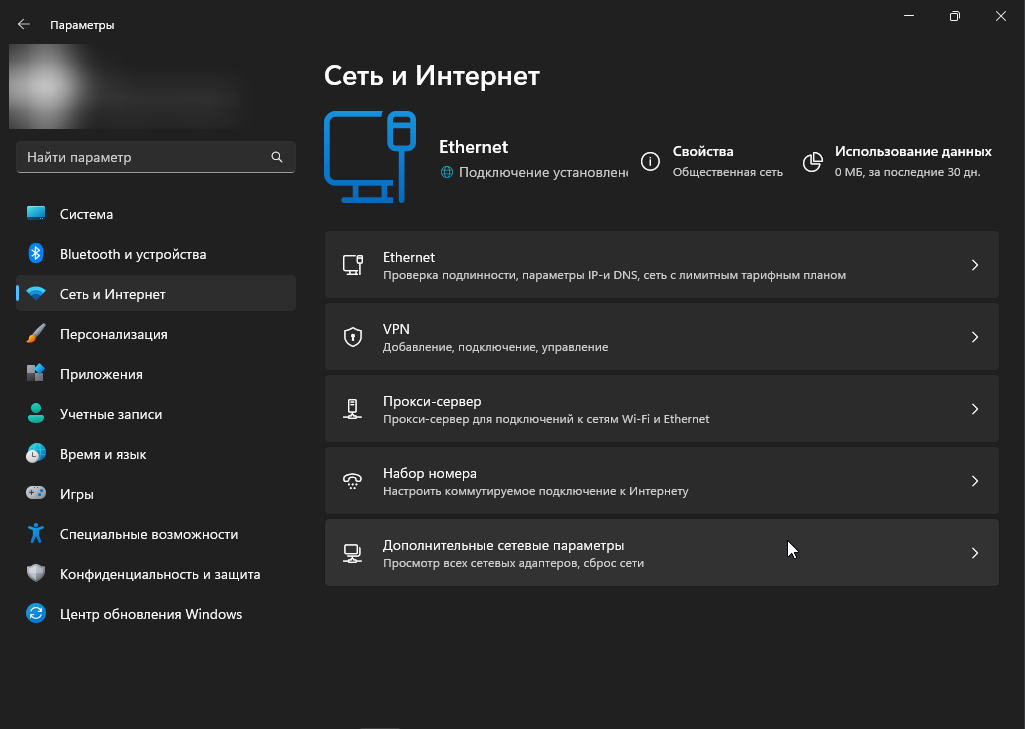 Параметры
Найти параметр
Система
Bluetooth и устройства
Сеть и Интернет
Персонализация
Приложения
Учетные записи
Время и язык
Игры
Специальные возможности
Конфиденциальность и защита
Центр обновления Windows
Сеть и Интернет
Ethernet
Подключение установлен
Свойства
Общественная сеть
Использование данных
0 МБ, за последние 30 дн.
Ethernet
Проверка подлинности, параметры IP-и DNS, сеть с лимитным тарифным планом
VPN
Добавление, подключение, управление
Прокси-сервер
Прокси-сервер для подключений к сетям Wi-Fi и Ethernet
Набор номера
Настроить коммутируемое подключение к Интернету
Дополнительные сетевые параметры
Просмотр всех сетевых адаптеров, сброс сети